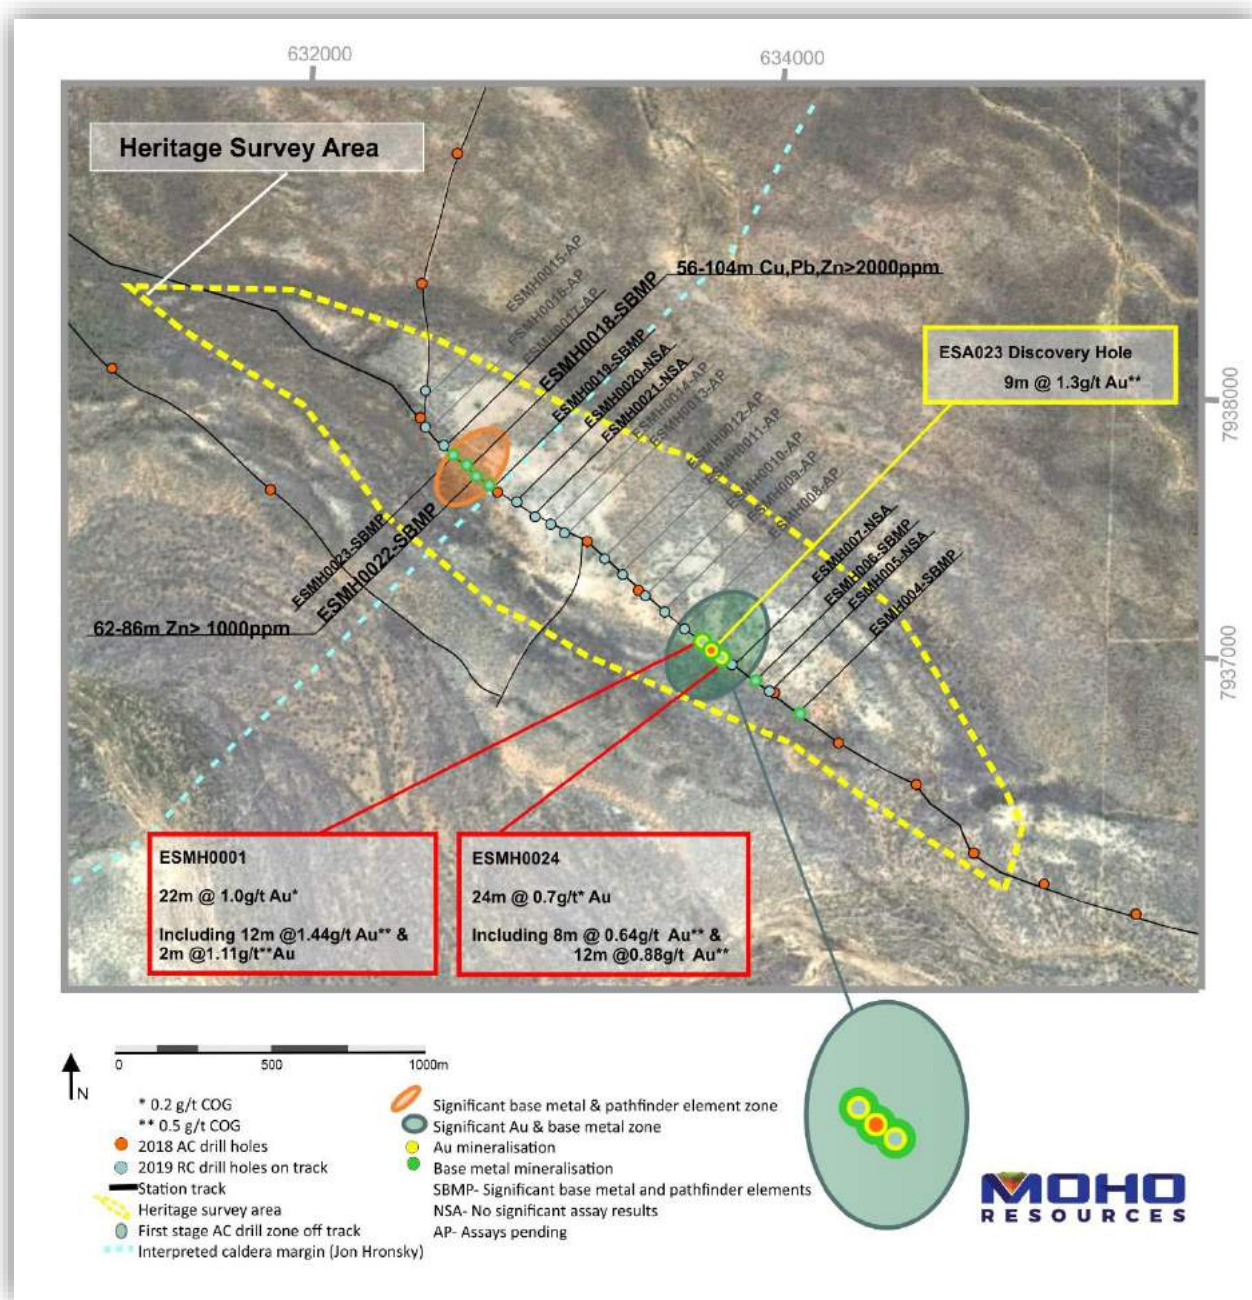 632000
634000
Heritage Survey Area
ESMH0015-AP
ESMH0016-AP
ESMH0017-AP
ESMH0018-SBMP
56-104m Cu,Pb,Zn>2000ppm
ESMH0019-SBMP
ESMH0020-NSA
ESMH0021-NSA
ESMH0014-AP
ESMH0013-AP
ESMH0012-AP
ESMH0011-AP
ESMH0010-AP
ESMH009-AP
ESMH008-AP
ESMH007-NSA
ESMH006-SBMP
ESMH005-NSA
ESMH004-SBMP
ESA023 Discovery Hole
9m @ 1.3g/t Au**
7938000
7937000
ESMH0023-SBMP
ESMH0022-SBMP
62-86m Zn> 1000ppm
ESMH0001
22m @ 1.0g/t Au*
Including 12m @1.44g/t Au** &
2m @1.11g/t**Au
ESMH0024
24m @ 0.7g/t* Au
Including 8m @ 0.64g/t Au** &
12m @0.88g/t Au**
N
0 500 1000m
* 0.2 g/t COG
** 0.5 g/t COG
2018 AC drill holes
2019 RC drill holes on track
Station track
Heritage survey area
First stage AC drill zone off track
Interpreted caldera margin (Jon Hronsky)
Significant base metal & pathfinder element zone
Significant Au & base metal zone
Au mineralisation
Base metal mineralisation
SBMP- Significant base metal and pathfinder elements
NSA- No significant assay results
AP- Assays pending
MOHO
RESOURCES